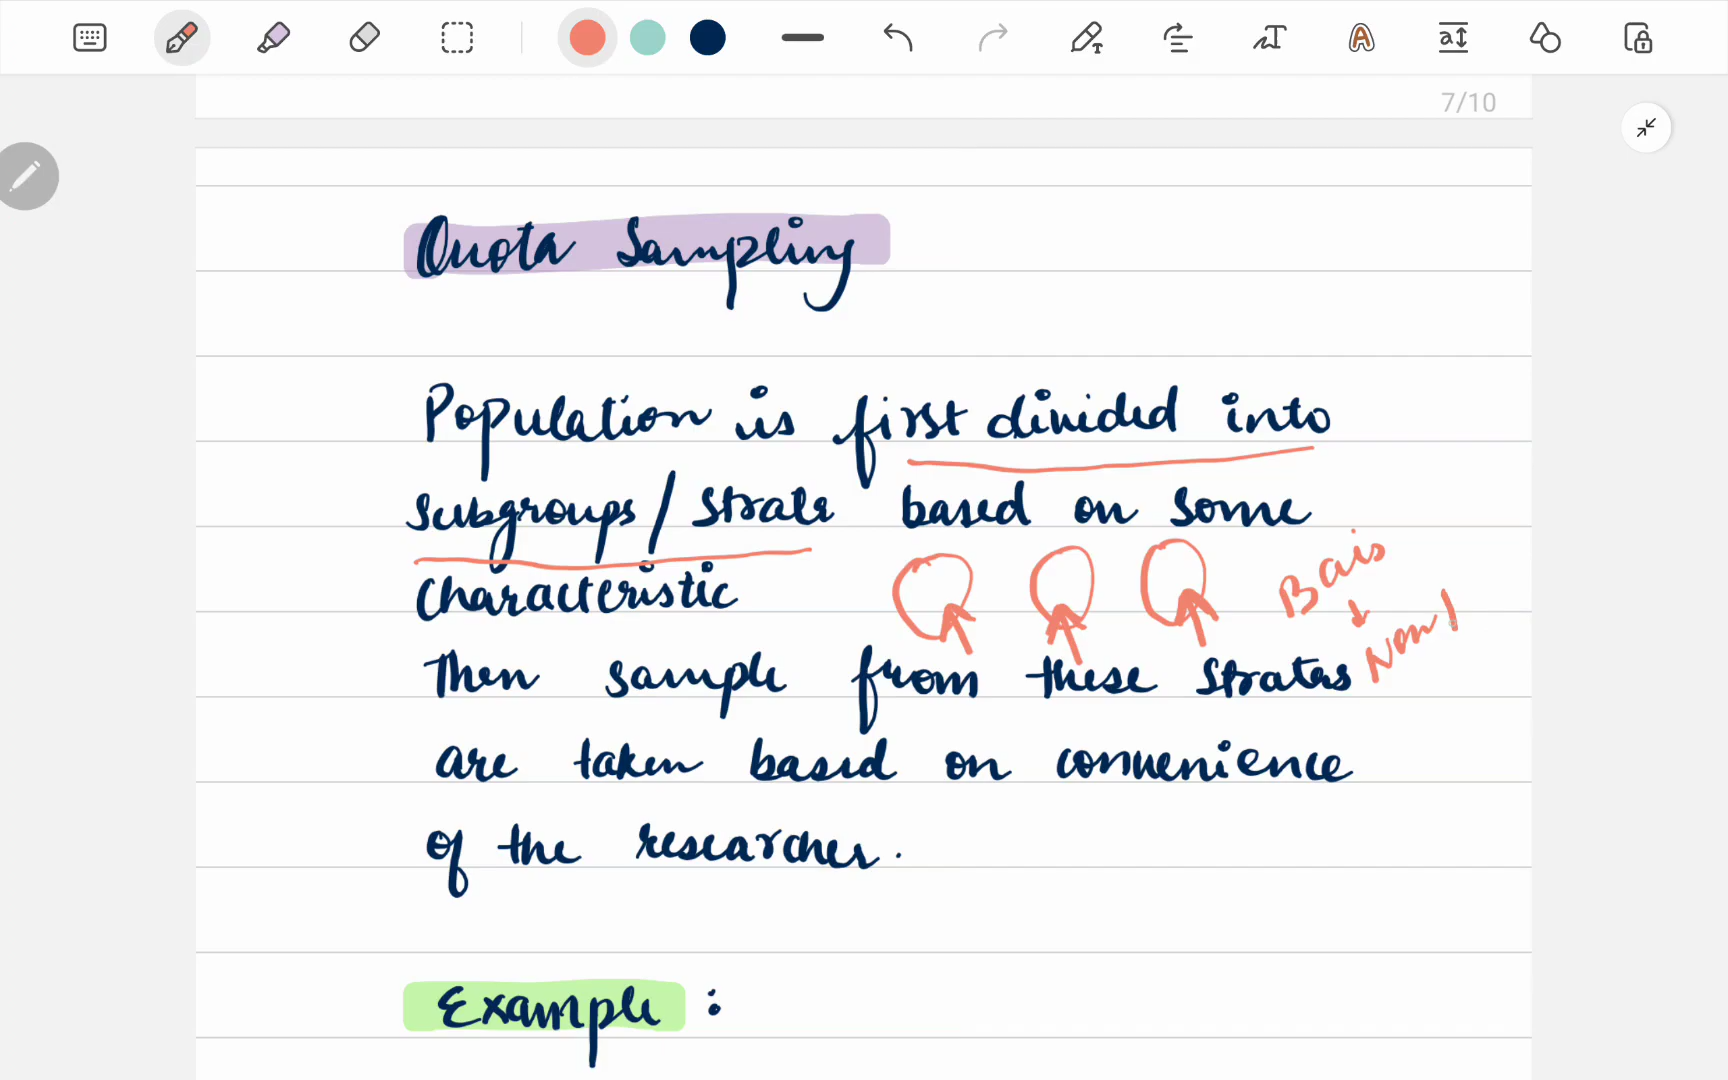 7/10
Quota Sampling
Population is first divided into
subgroups / strata based on some
characteristic
Bais
Non
Then sample from these Stratas
are taken based on convenience
of the researcher.
Example :